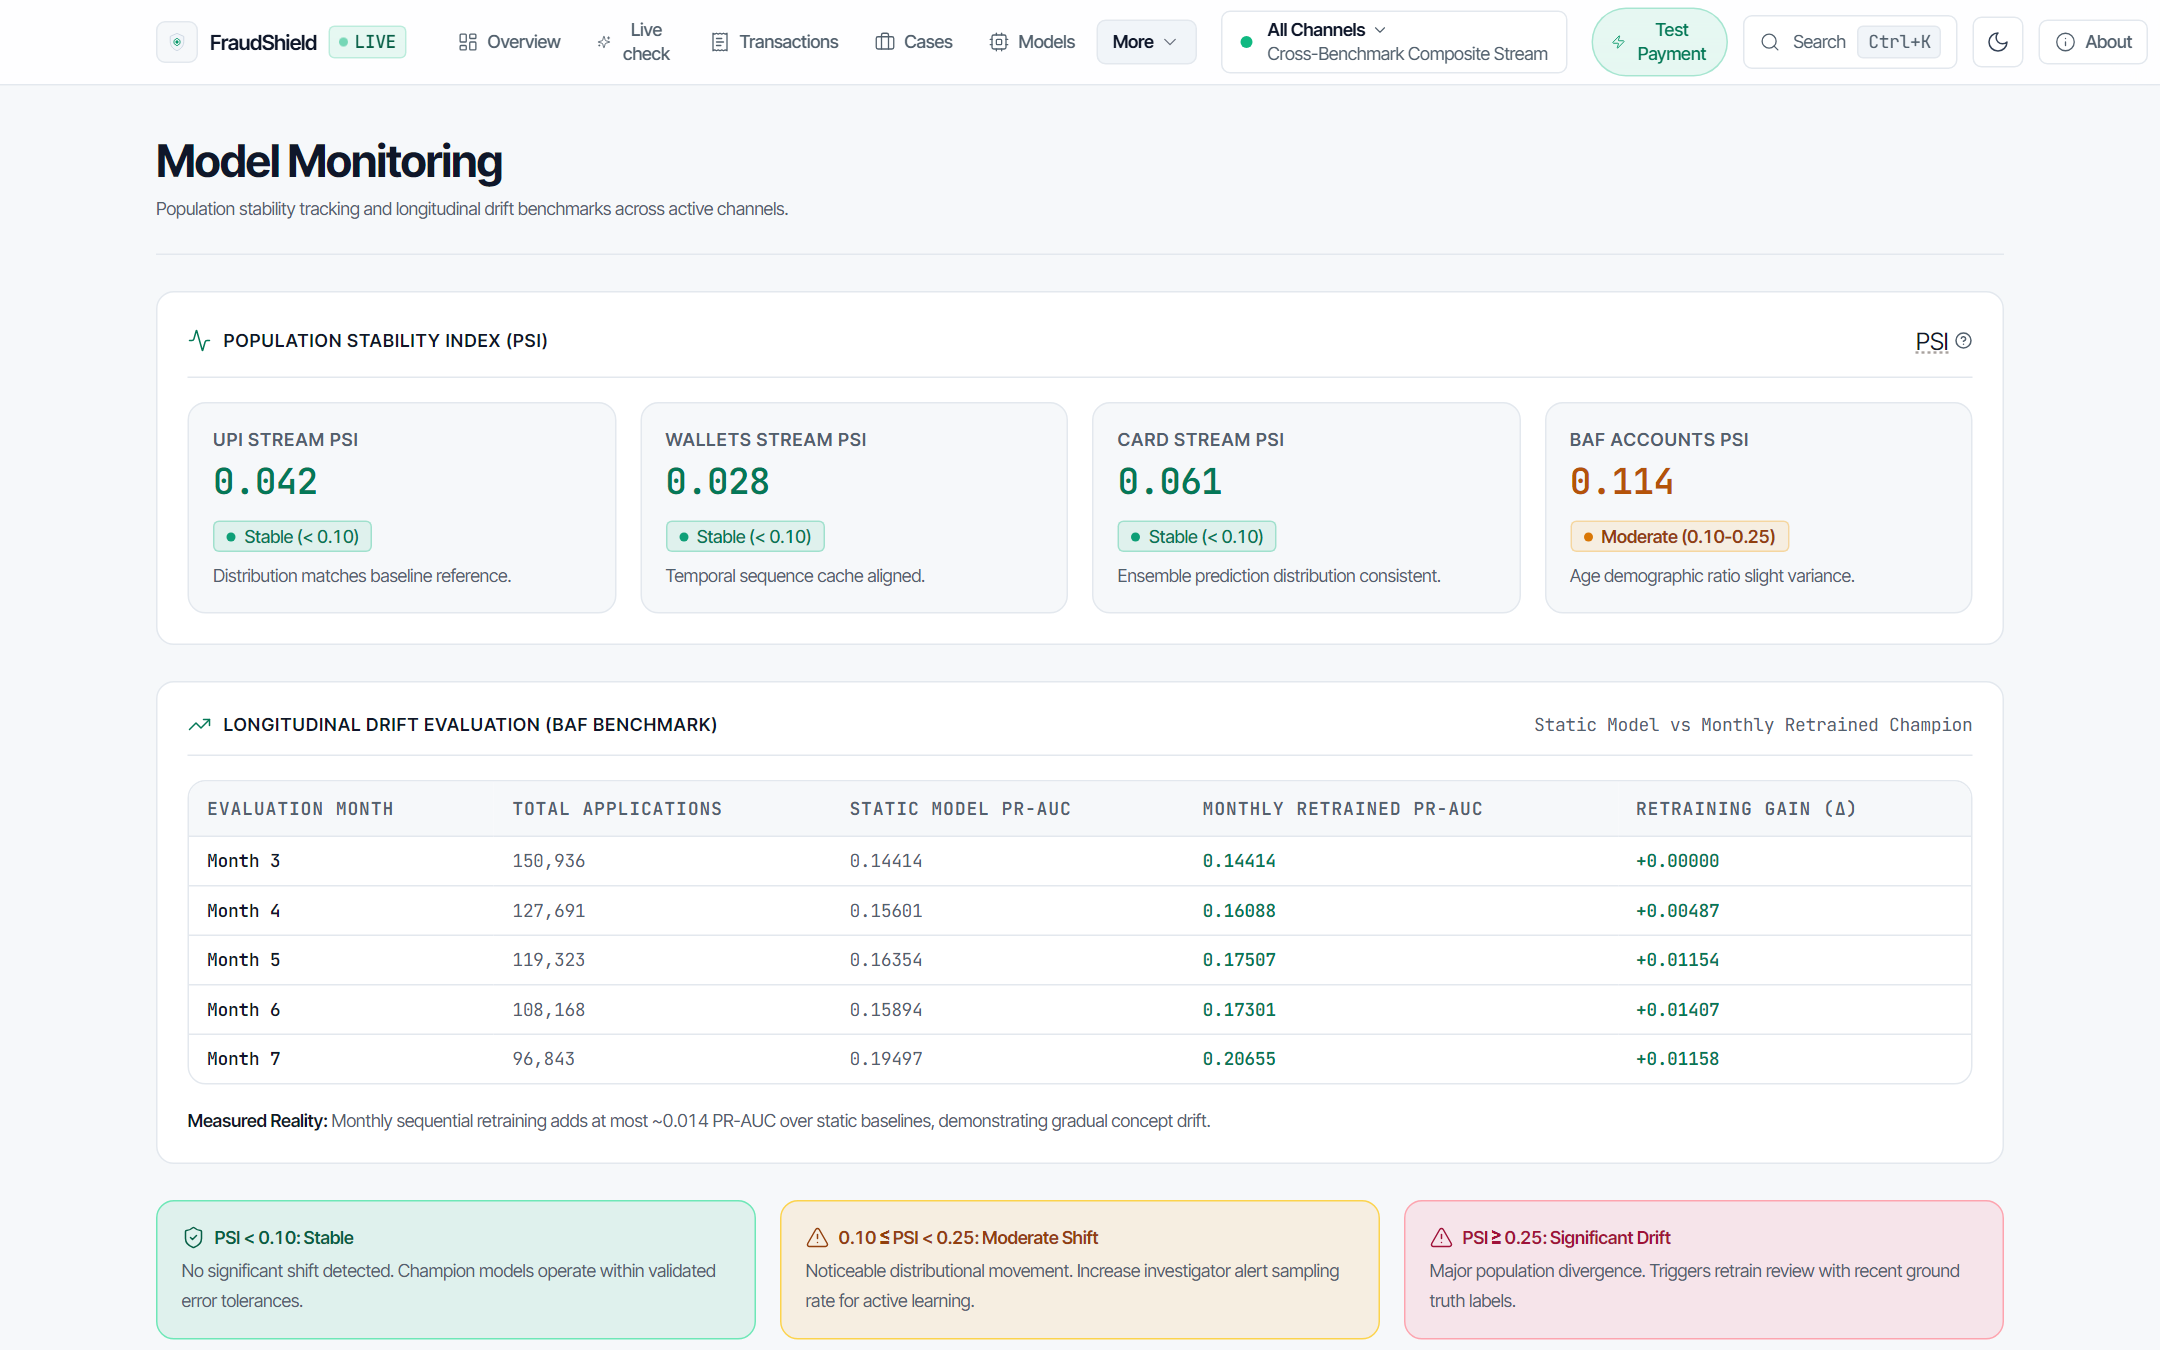 FraudShield
LIVE
Overview
Live check
Transactions
Cases
Models
More
All Channels
Cross-Benchmark Composite Stream
Test Payment
Search
Ctrl+K
About
Model Monitoring
Population stability tracking and longitudinal drift benchmarks across active channels.
POPULATION STABILITY INDEX (PSI)
PSI
UPI STREAM PSI
0.042
Stable (< 0.10)
Distribution matches baseline reference.
WALLETS STREAM PSI
0.028
Stable (< 0.10)
Temporal sequence cache aligned.
CARD STREAM PSI
0.061
Stable (< 0.10)
Ensemble prediction distribution consistent.
BAF ACCOUNTS PSI
0.114
Moderate (0.10-0.25)
Age demographic ratio slight variance.
LONGITUDINAL DRIFT EVALUATION (BAF BENCHMARK)
Static Model vs Monthly Retrained Champion
EVALUATION MONTH TOTAL APPLICATIONS STATIC MODEL PR-AUC MONTHLY RETRAINED PR-AUC RETRAINING GAIN (Δ)
Month 3 150,936 0.14414 0.14414 +0.00000
Month 4 127,691 0.15601 0.16088 +0.00487
Month 5 119,323 0.16354 0.17507 +0.01154
Month 6 108,168 0.15894 0.17301 +0.01407
Month 7 96,843 0.19497 0.20655 +0.01158
Measured Reality: Monthly sequential retraining adds at most ~0.014 PR-AUC over static baselines, demonstrating gradual concept drift.
PSI < 0.10: Stable
No significant shift detected. Champion models operate within validated
error tolerances.
0.10 ≤ PSI < 0.25: Moderate Shift
Noticeable distributional movement. Increase investigator alert sampling
rate for active learning.
PSI ≥ 0.25: Significant Drift
Major population divergence. Triggers retrain review with recent ground
truth labels.